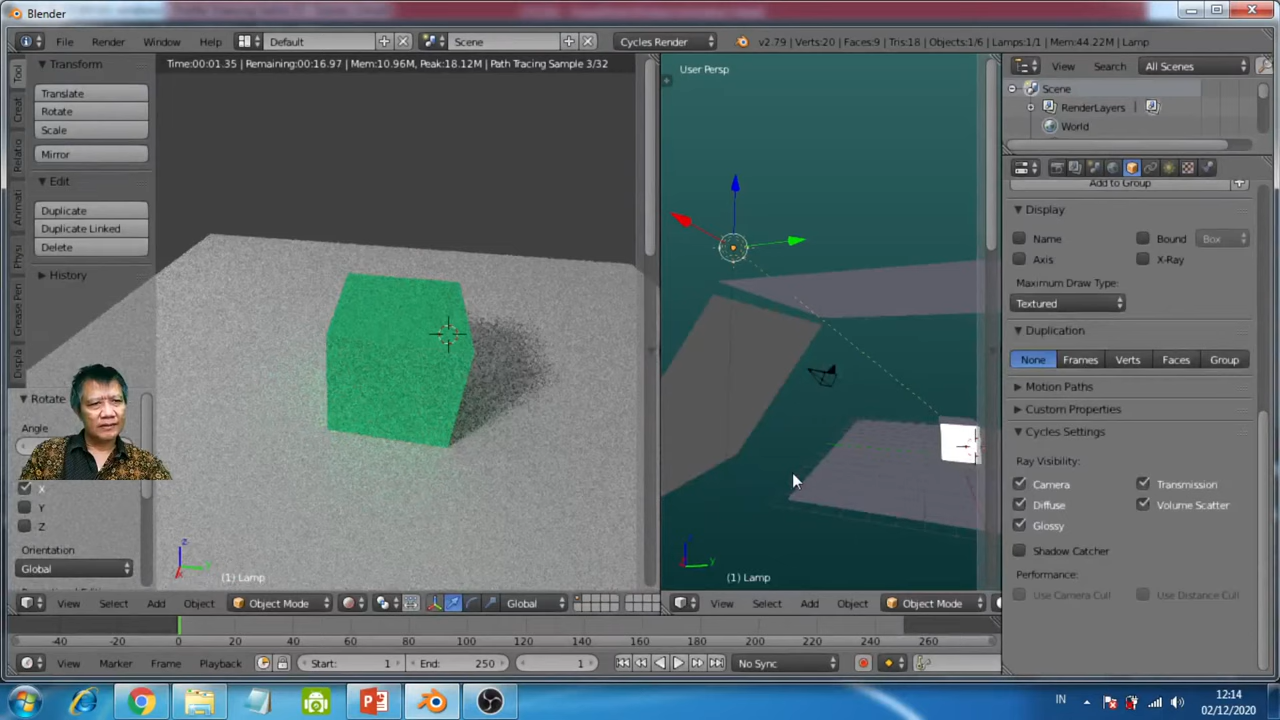 Blender
File Render Window Help Default Scene Cycles Render v2.79 | Verts:20 | Faces:9 | Tris:18 | Objects:1/6 | Lamps:1/1 | Mem:44.22M | Lamp
Transform
Translate
Rotate
Scale
Mirror
Edit
Duplicate
Duplicate Linked
Delete
History
Tool
Creat
Relatio
Animati
Physi
Grease Pen
Displa
Rotate
Angle
X
Y
Z
Orientation
Global
Time:00:01.35 | Remaining:00:16.97 | Mem:10.96M, Peak:18.12M | Path Tracing Sample 3/32
(1) Lamp
View Select Add Object Object Mode Global
User Persp
(1) Lamp
View Select Add Object Object Mode
View Search All Scenes
Scene
RenderLayers |
World
Add to Group
Display
Name Bound Box
Axis X-Ray
Maximum Draw Type:
Textured
Duplication
None Frames Verts Faces Group
Motion Paths
Custom Properties
Cycles Settings
Ray Visibility:
Camera Transmission
Diffuse Volume Scatter
Glossy
Shadow Catcher
Performance:
Use Camera Cull Use Distance Cull
-40 -20 0 20 40 60 80 100 120 140 160 180 200 220 240 260
View Marker Frame Playback Start: 1 End: 250 1 No Sync
IN 12:14
02/12/2020